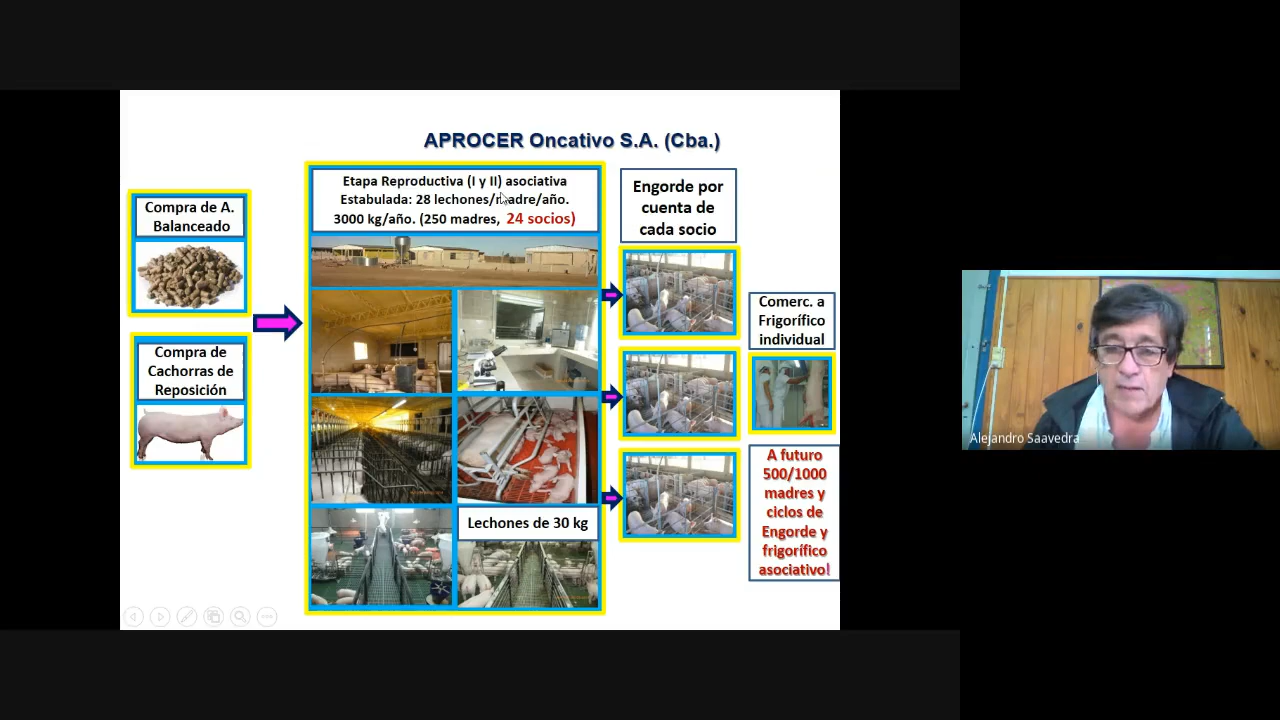 APROCER Oncativo S.A. (Cba.)
Compra de A.
Balanceado
Compra de
Cachorras de
Reposición
Etapa Reproductiva (I y II) asociativa
Estabulada: 28 lechones/madre/año.
3000 kg/año. (250 madres, 24 socios)
Lechones de 30 kg
Engorde por
cuenta de
cada socio
Comerc. a
Frigorífico
individual
A futuro
500/1000
madres y
ciclos de
Engorde y
frigorífico
asociativo!
Alejandro Saavedra